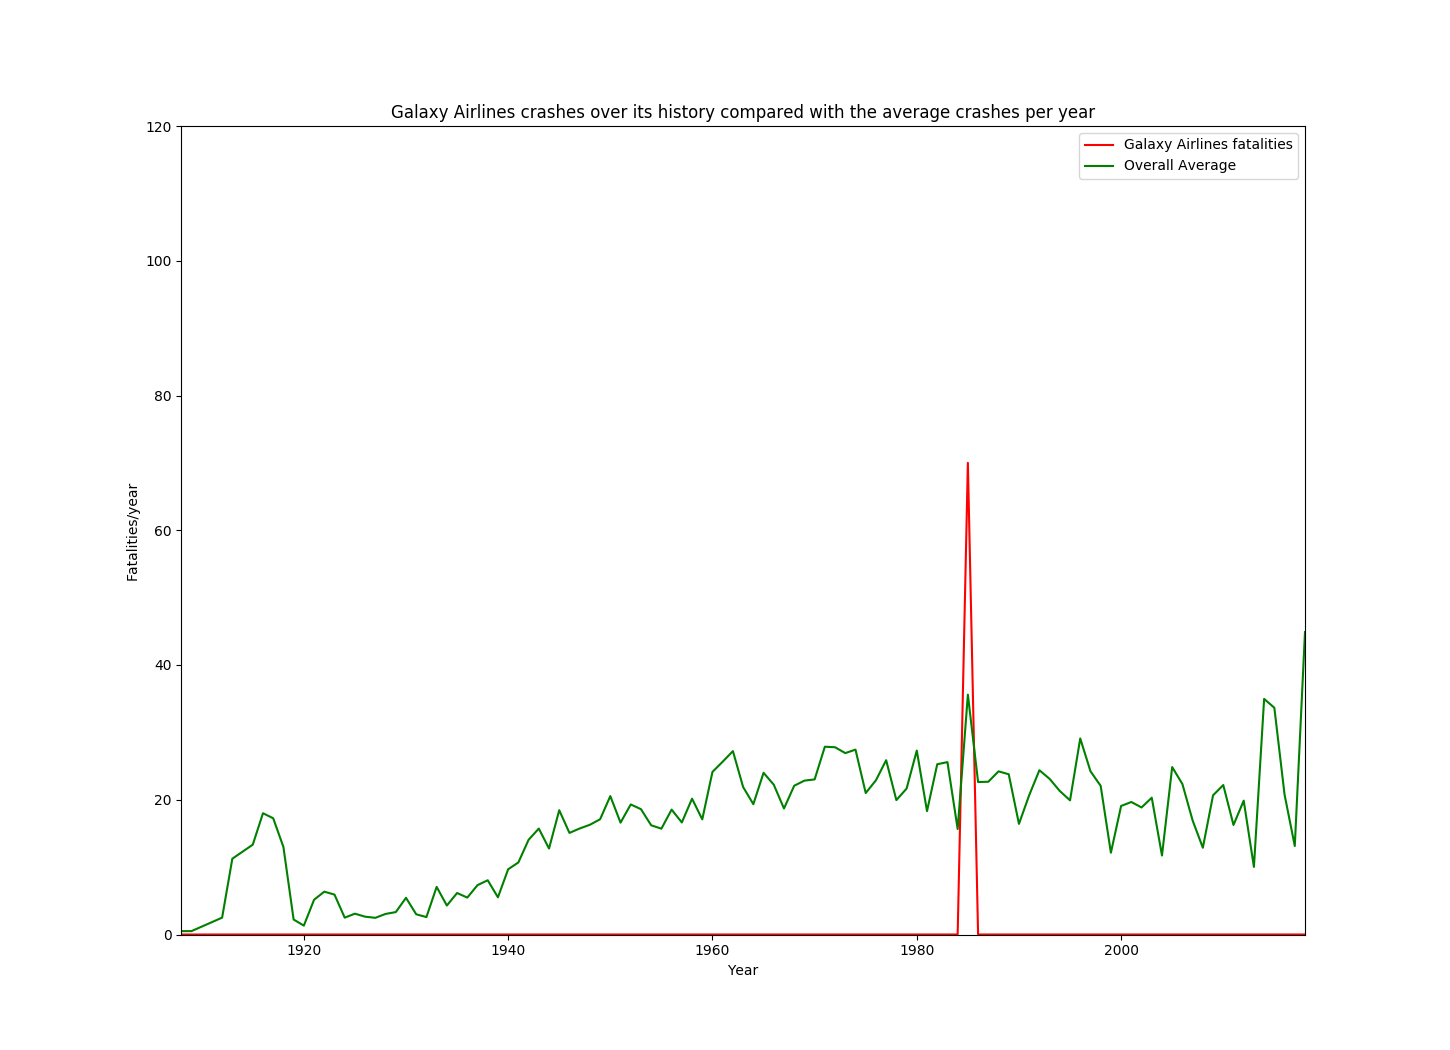 Galaxy Airlines crashes over its history compared with the average crashes per year
120
100
80
60
40
20
0
Fatalities/year
Galaxy Airlines fatalities
Overall Average
1920 1940 1960 1980 2000
Year